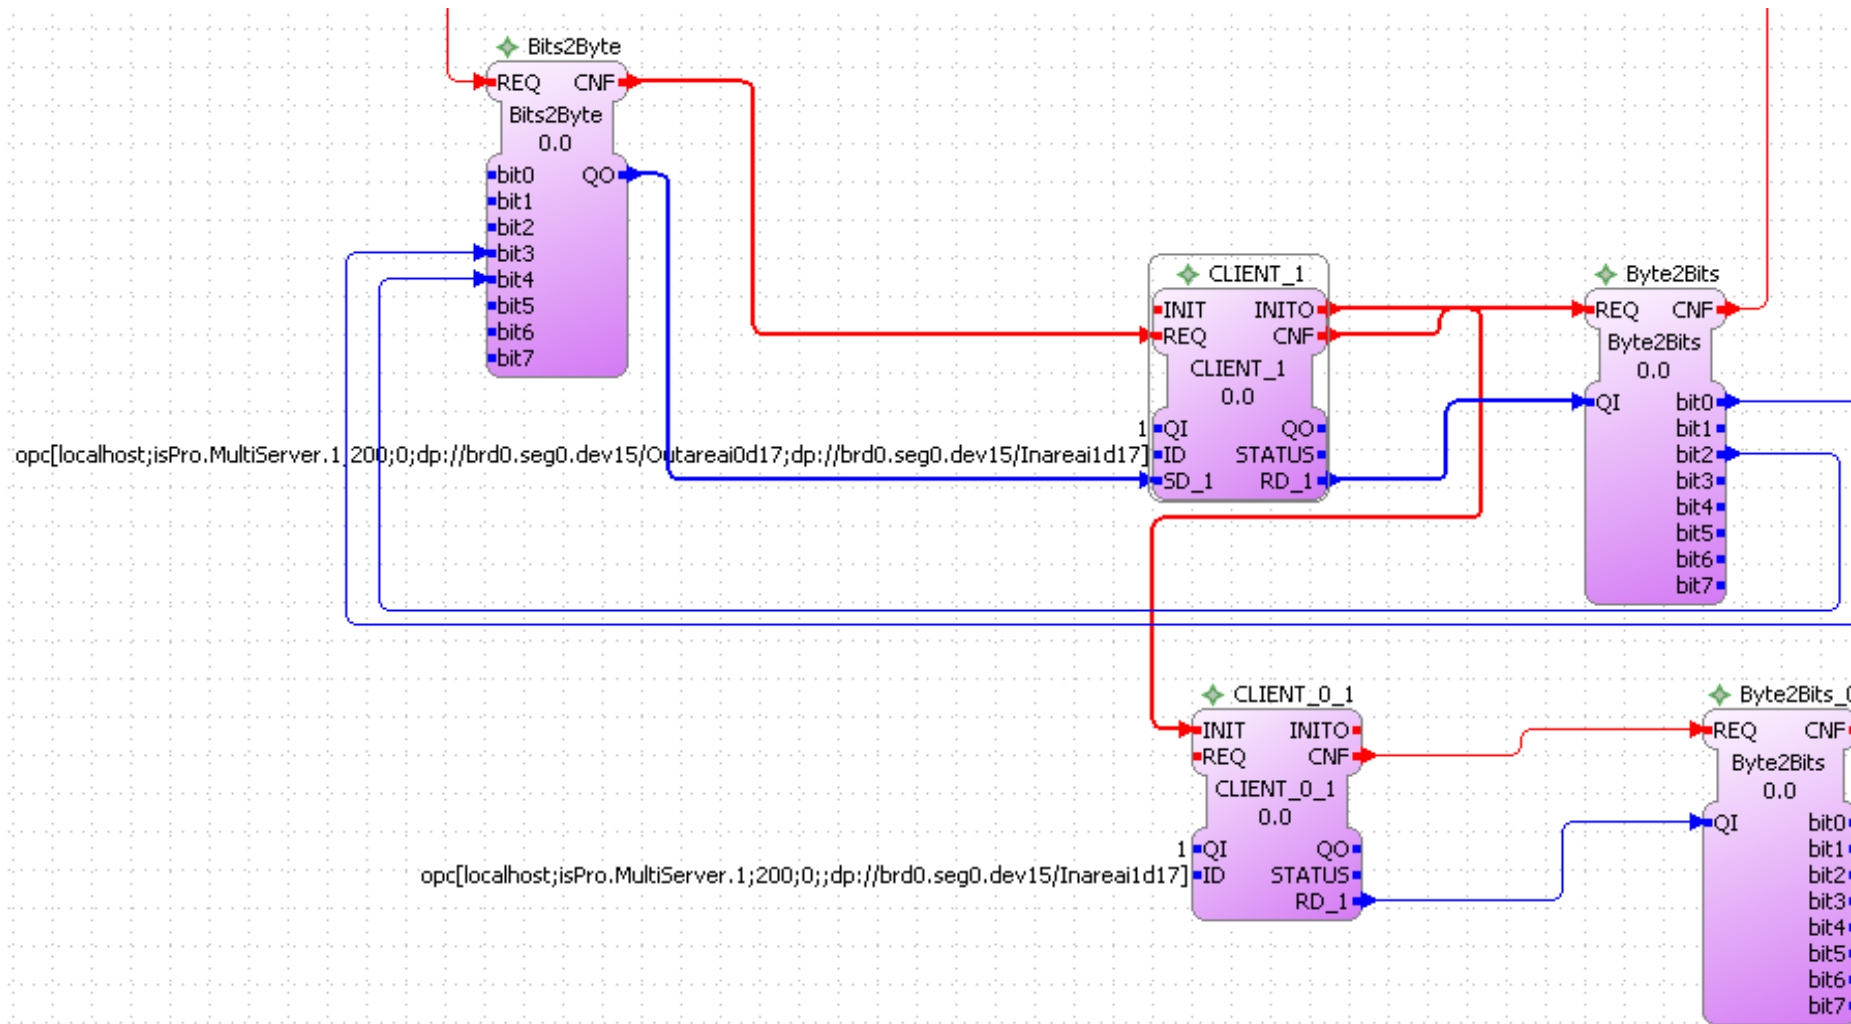 Bits2Byte
REQ CNF
Bits2Byte
0.0
bit0 QO
bit1
bit2
bit3
bit4
bit5
bit6
bit7
CLIENT_1
INIT INITO
REQ CNF
CLIENT_1
0.0
1 QI QO
opc[localhost;isPro.MultiServer.1;200;0;dp://brd0.seg0.dev15/Outareai0d17;dp://brd0.seg0.dev15/Inareai1d17] ID STATUS
SD_1 RD_1
Byte2Bits
REQ CNF
Byte2Bits
0.0
QI bit0
bit1
bit2
bit3
bit4
bit5
bit6
bit7
CLIENT_0_1
INIT INITO
REQ CNF
CLIENT_0_1
0.0
1 QI QO
opc[localhost;isPro.MultiServer.1;200;0;;dp://brd0.seg0.dev15/Inareai1d17] ID STATUS
RD_1
Byte2Bits_0
REQ CNF
Byte2Bits
0.0
QI bit0
bit1
bit2
bit3
bit4
bit5
bit6
bit7